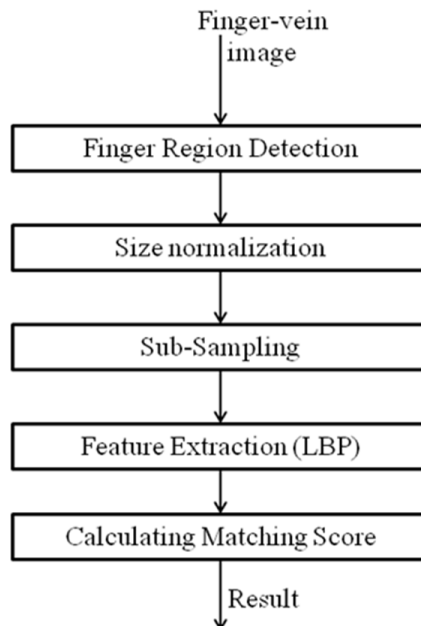 Finger-vein
image
Finger Region Detection
Size normalization
Sub-Sampling
Feature Extraction (LBP)
Calculating Matching Score
Result